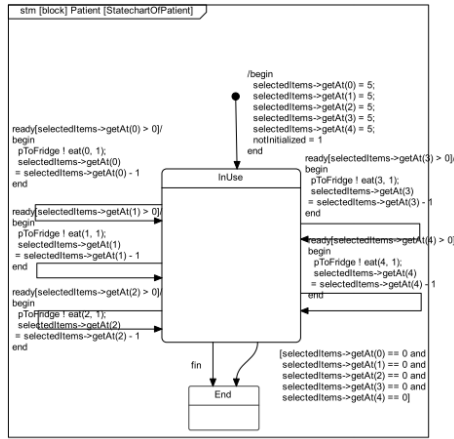 stm [block] Patient [StatechartOfPatient]
/begin
selectedItems->getAt(0) = 5;
selectedItems->getAt(1) = 5;
selectedItems->getAt(2) = 5;
selectedItems->getAt(3) = 5;
selectedItems->getAt(4) = 5;
notInitialized = 1
end
ready[selectedItems->getAt(0) > 0]/
begin
pToFridge ! eat(0, 1);
selectedItems->getAt(0)
= selectedItems->getAt(0) - 1
end
ready[selectedItems->getAt(3) > 0]/
begin
pToFridge ! eat(3, 1);
selectedItems->getAt(3)
= selectedItems->getAt(3) - 1
end
InUse
ready[selectedItems->getAt(1) > 0]/
begin
pToFridge ! eat(1, 1);
selectedItems->getAt(1)
= selectedItems->getAt(1) - 1
end
ready[selectedItems->getAt(4) > 0]/
begin
pToFridge ! eat(4, 1);
selectedItems->getAt(4)
= selectedItems->getAt(4) - 1
end
ready[selectedItems->getAt(2) > 0]/
begin
pToFridge ! eat(2, 1);
selectedItems->getAt(2)
= selectedItems->getAt(2) - 1
end
fin
[selectedItems->getAt(0) == 0 and
selectedItems->getAt(1) == 0 and
selectedItems->getAt(2) == 0 and
selectedItems->getAt(3) == 0 and
selectedItems->getAt(4) == 0]
End